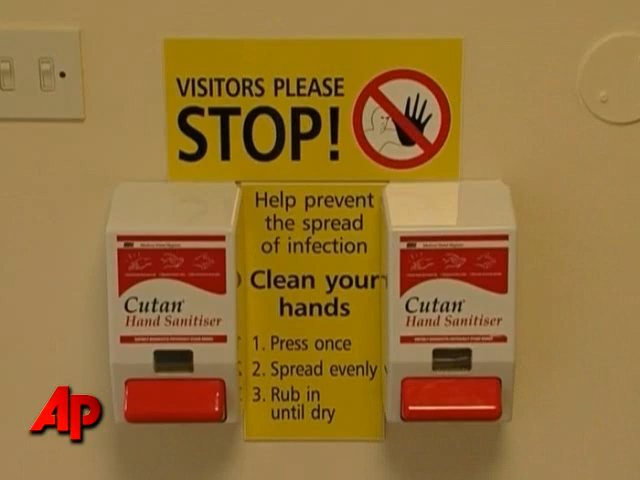 VISITORS PLEASE
STOP!
Help prevent
the spread
of infection
Clean your
hands
1. Press once
2. Spread evenly
3. Rub in
until dry
Cutan
Hand Sanitiser
Cutan
Hand Sanitiser
AP